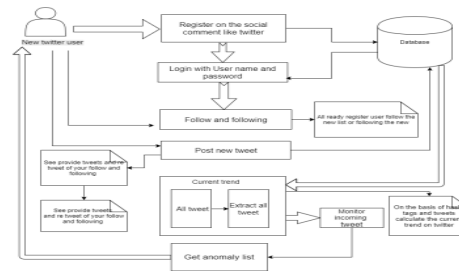 Register on the social
comment like twitter
New twitter user
Database
Login with User name and
password
Follow and following
All ready register user follow the
new list or following the new
Post new tweet
See provide tweets and re
tweet of your follow and
following
Current trend
All tweet
Extract all
tweet
See provide tweets
and re tweet of your follow
and following
Monitor
incoming
tweet
On the basis of hash
tags and tweets
calculate the current
trend on twitter
Get anomaly list